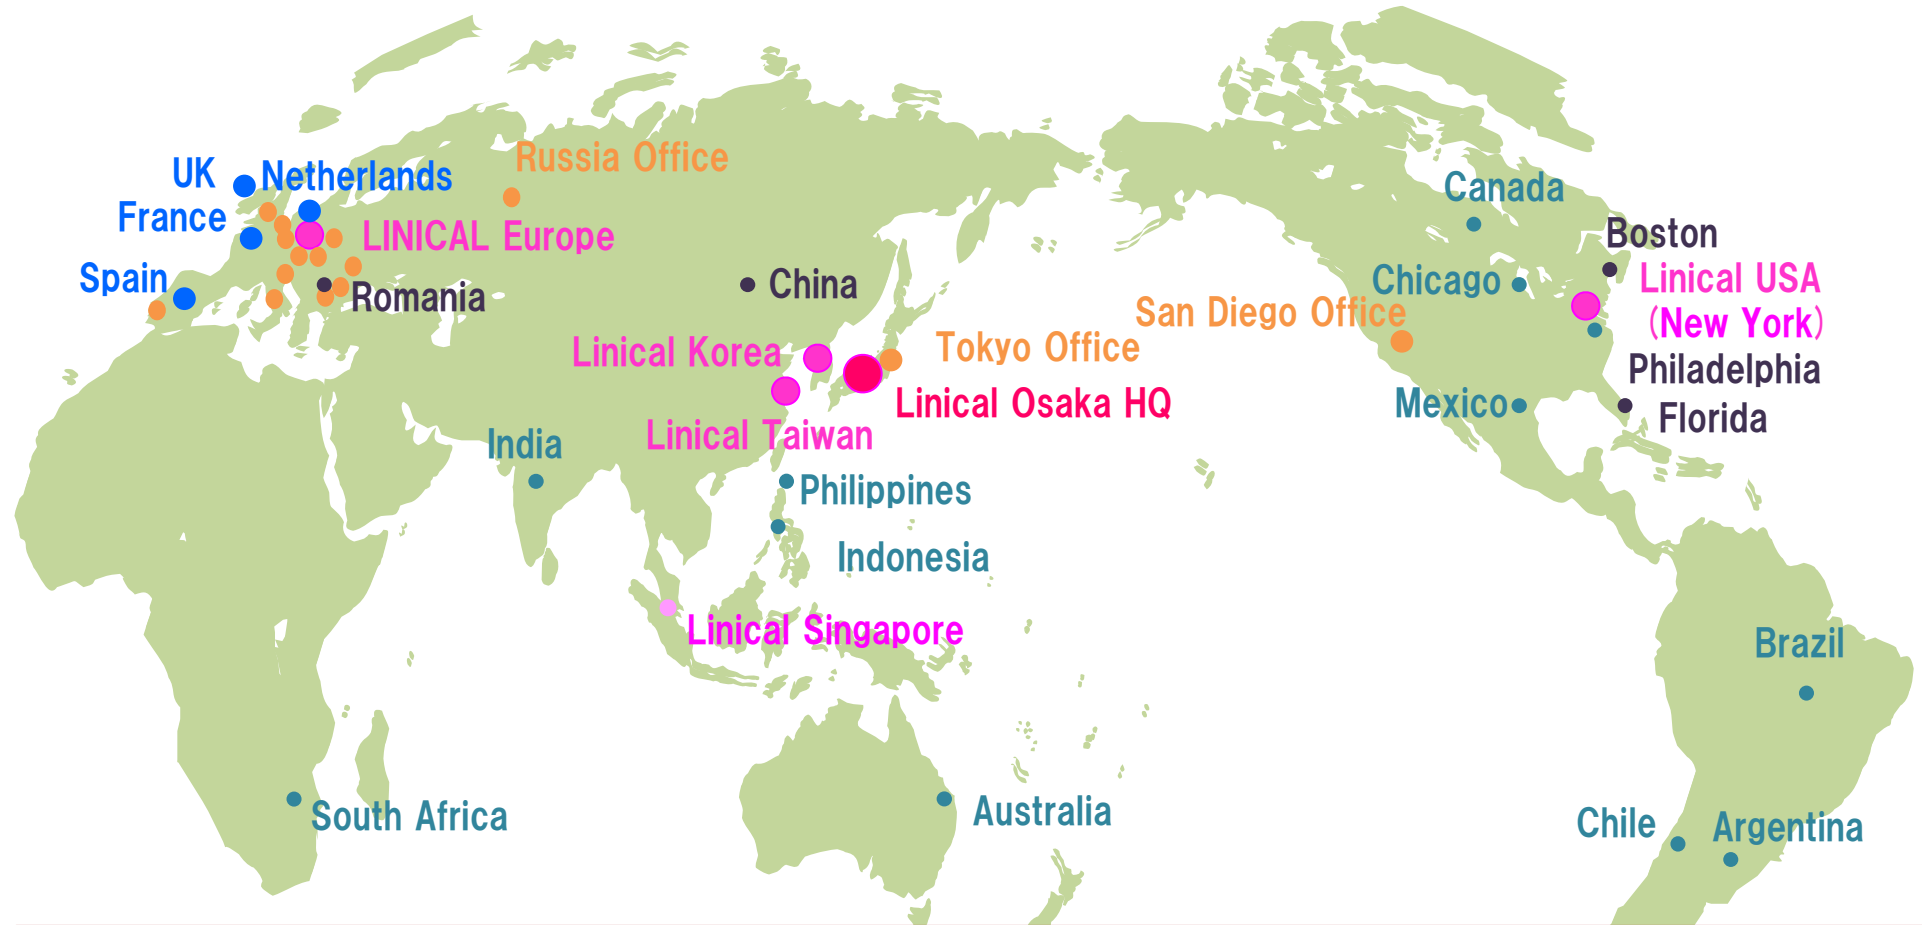 Russia Office
UK
Netherlands
Canada
France
Boston
LINICAL Europe
Spain
China
Chicago
Linical USA
Romania
San Diego Office
(New York)
Linical Korea
Tokyo Office
Philadelphia
Linical Osaka HQ
Mexico
Florida
Linical Taiwan
India
Philippines
Indonesia
Linical Singapore
Brazil
South Africa
Australia
Chile
Argentina